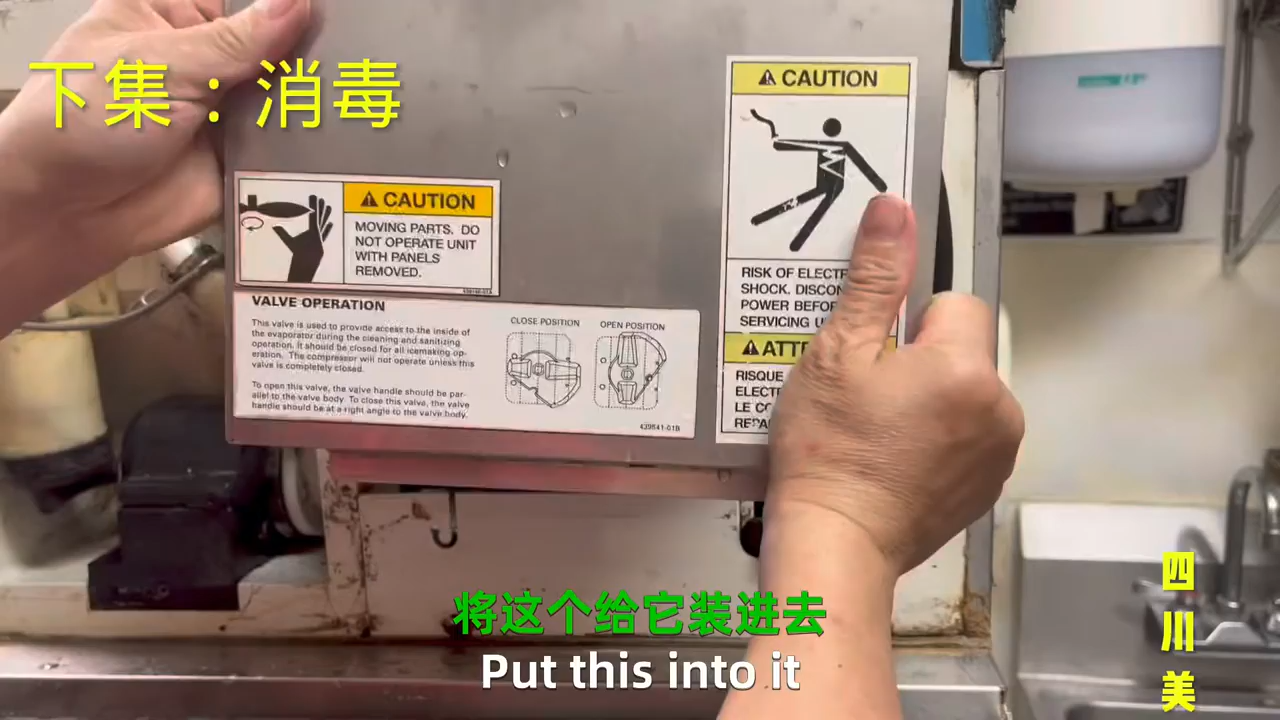 下集：消毒
CAUTION
MOVING PARTS. DO
NOT OPERATE UNIT
WITH PANELS
REMOVED.
VALVE OPERATION
This valve is used to provide access to the inside of
the evaporator during the cleaning and sanitizing
operation. It should be closed for all icemaking op-
eration. The compressor will not operate unless this
valve is completely closed.
To open this valve, the valve handle should be par-
allel to the valve body. To close this valve, the valve
handle should be at a right angle to the valve body.
CLOSE POSITION
OPEN POSITION
439541-01B
CAUTION
RISK OF ELECTR
SHOCK. DISCON
POWER BEFOR
SERVICING U
ATTE
RISQUE
ELECT
LE CO
REPA
将这个给它装进去
Put this into it
四川美